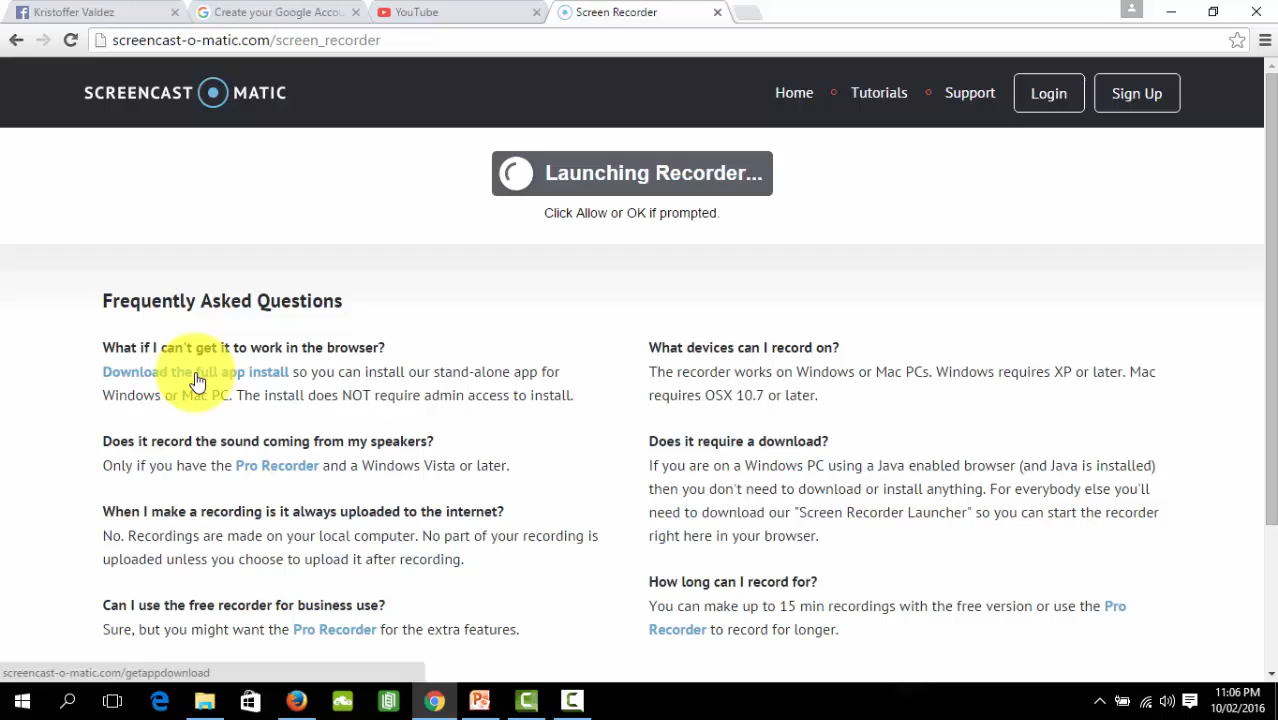 Kristoffer Valdez
Create your Google Accou
YouTube
Screen Recorder
screencast-o-matic.com/screen_recorder
SCREENCAST MATIC
Home
Tutorials
Support
Login
Sign Up
Launching Recorder...
Click Allow or OK if prompted.
Frequently Asked Questions
What if I can't get it to work in the browser?
Download the full app install so you can install our stand-alone app for
Windows or Mac PC. The install does NOT require admin access to install.
Does it record the sound coming from my speakers?
Only if you have the Pro Recorder and a Windows Vista or later.
When I make a recording is it always uploaded to the internet?
No. Recordings are made on your local computer. No part of your recording is
uploaded unless you choose to upload it after recording.
Can I use the free recorder for business use?
Sure, but you might want the Pro Recorder for the extra features.
What devices can I record on?
The recorder works on Windows or Mac PCs. Windows requires XP or later. Mac
requires OSX 10.7 or later.
Does it require a download?
If you are on a Windows PC using a Java enabled browser (and Java is installed)
then you don't need to download or install anything. For everybody else you'll
need to download our "Screen Recorder Launcher" so you can start the recorder
right here in your browser.
How long can I record for?
You can make up to 15 min recordings with the free version or use the Pro
Recorder to record for longer.
screencast-o-matic.com/getappdownload
11:06 PM
10/02/2016